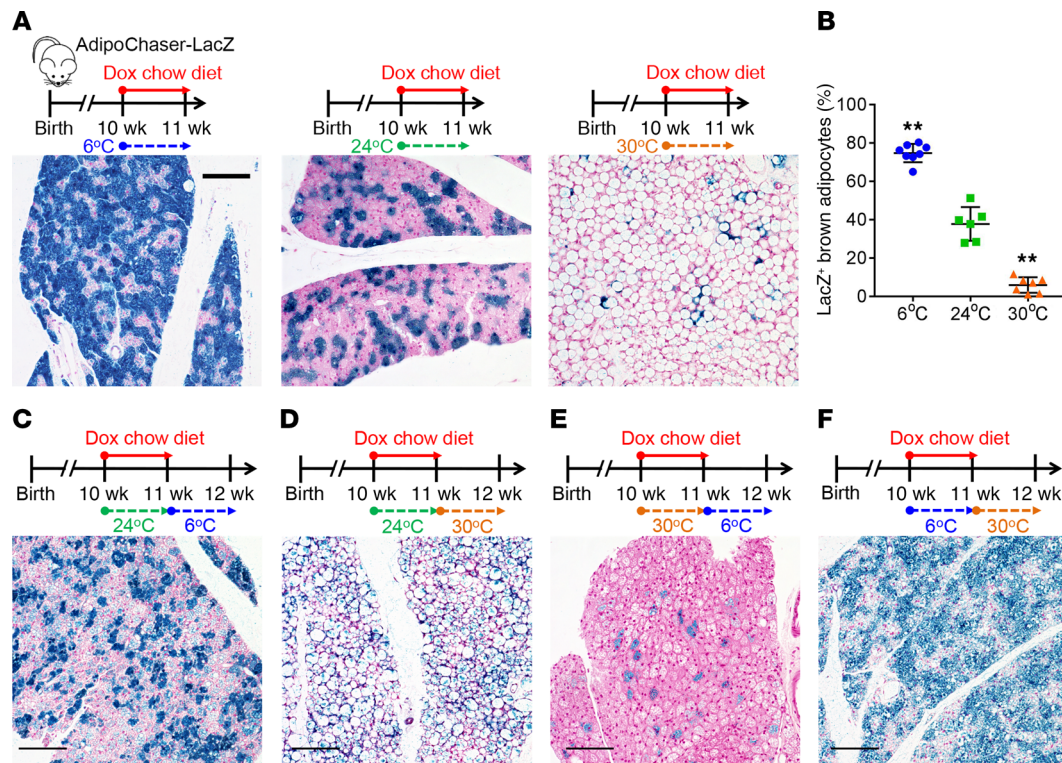 A
AdipoChaser-LacZ
Dox chow diet
Birth 10 wk 11 wk
6°C
Dox chow diet
Birth 10 wk 11 wk
24°C
Dox chow diet
Birth 10 wk 11 wk
30°C
B
LacZ⁺ brown adipocytes (%)
100
80
60
40
20
0
**
**
6°C 24°C 30°C
C
Dox chow diet
Birth 10 wk 11 wk 12 wk
24°C 6°C
D
Dox chow diet
Birth 10 wk 11 wk 12 wk
24°C 30°C
E
Dox chow diet
Birth 10 wk 11 wk 12 wk
30°C 6°C
F
Dox chow diet
Birth 10 wk 11 wk 12 wk
6°C 30°C